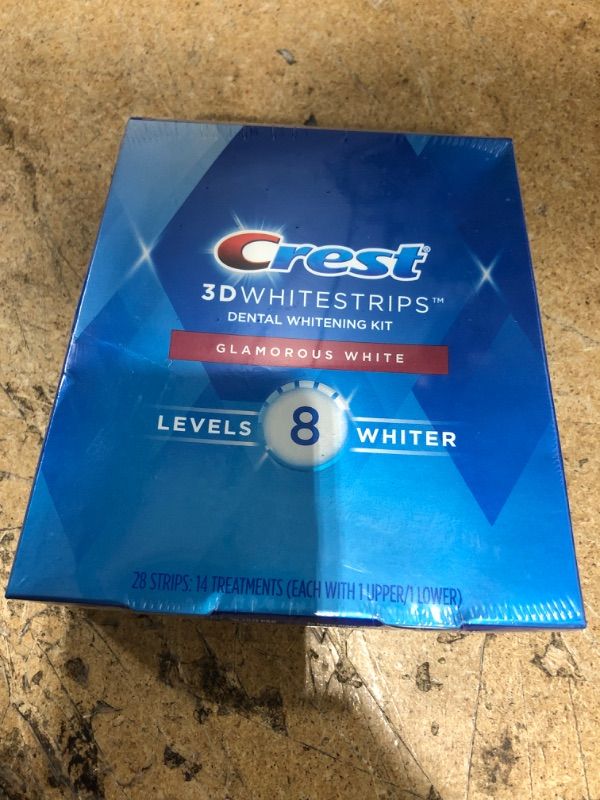 Crest®
3DWHITESTRIPS™
DENTAL WHITENING KIT
GLAMOROUS WHITE
LEVELS 8 WHITER
28 STRIPS: 14 TREATMENTS (EACH WITH 1 UPPER/1 LOWER)